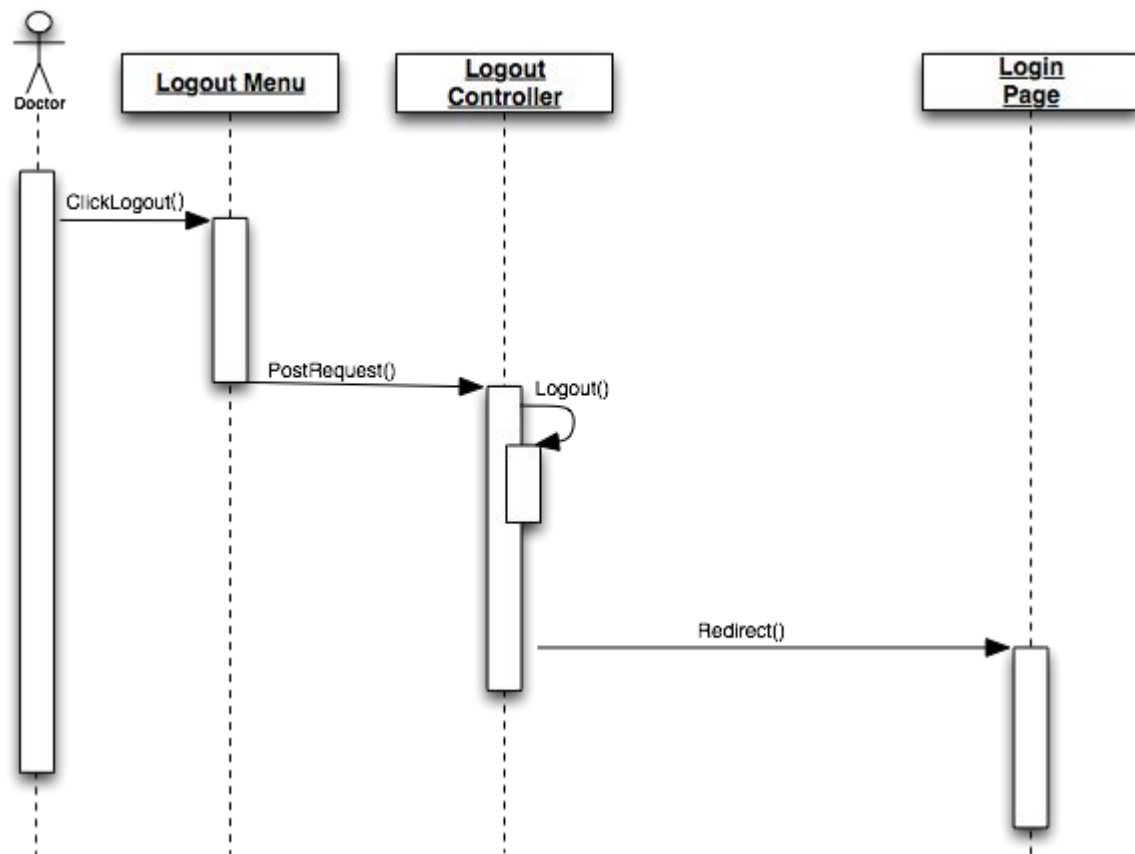 Doctor
Logout Menu
Logout
Controller
Login
Page
ClickLogout()
PostRequest()
Logout()
Redirect()